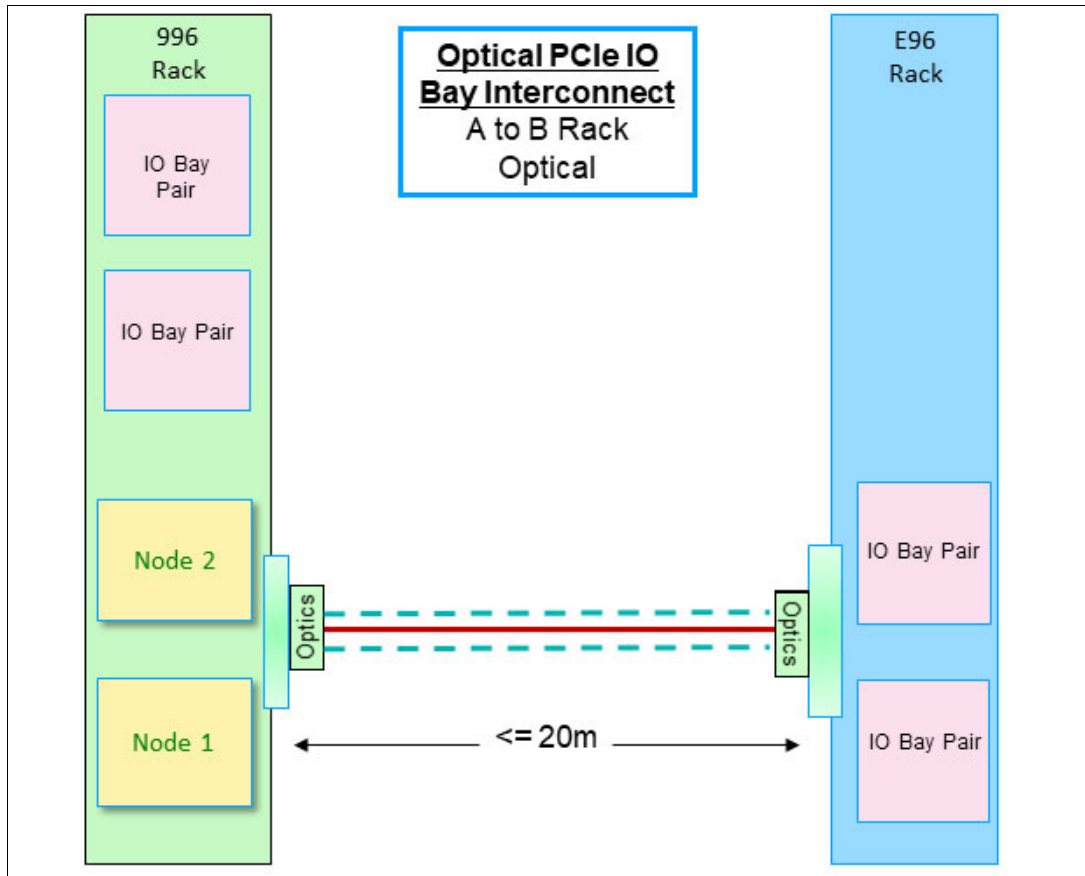 996
Rack
IO Bay
Pair
IO Bay Pair
Node 2
Node 1
Optical PCIe IO
Bay Interconnect
A to B Rack
Optical
Optics
Optics
<= 20m
E96
Rack
IO Bay Pair
IO Bay Pair